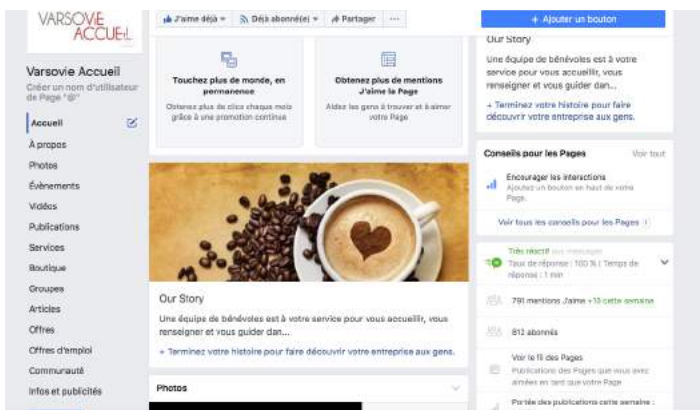 VARSOVIE
ACCUEIL
J'aime déjà
Déjà abonné(e)
Partager
+ Ajouter un bouton
Varsovie Accueil
Créer un nom d'utilisateur
de Page "@"
Accueil
À propos
Photos
Évènements
Vidéos
Publications
Services
Boutique
Groupes
Articles
Offres
Offres d'emploi
Communauté
Infos et publicités
Touchez plus de monde, en
permanence
Obtenez plus de clics chaque mois
grâce à une promotion continue
Obtenez plus de mentions
J'aime la Page
Aidez les gens à trouver et à aimer
votre Page
Our Story
Une équipe de bénévoles est à votre service pour vous accueillir, vous
renseigner et vous guider dan...
+ Terminez votre histoire pour faire découvrir votre entreprise aux gens.
Photos
Our Story
Une équipe de bénévoles est à votre
service pour vous accueillir, vous
renseigner et vous guider dan...
+ Terminez votre histoire pour faire
découvrir votre entreprise aux gens.
Conseils pour les Pages
Voir tout
Encourager les interactions
Ajoutez un bouton en haut de votre
Page.
Voir tous les conseils pour les Pages
Très réactif aux messages
Taux de réponse : 100 % | Temps de
réponse : 1 min
791 mentions J'aime +10 cette semaine
812 abonnés
Voir le fil des Pages
Publications des Pages que vous avez
aimées en tant que votre Page
Portée des publications cette semaine :